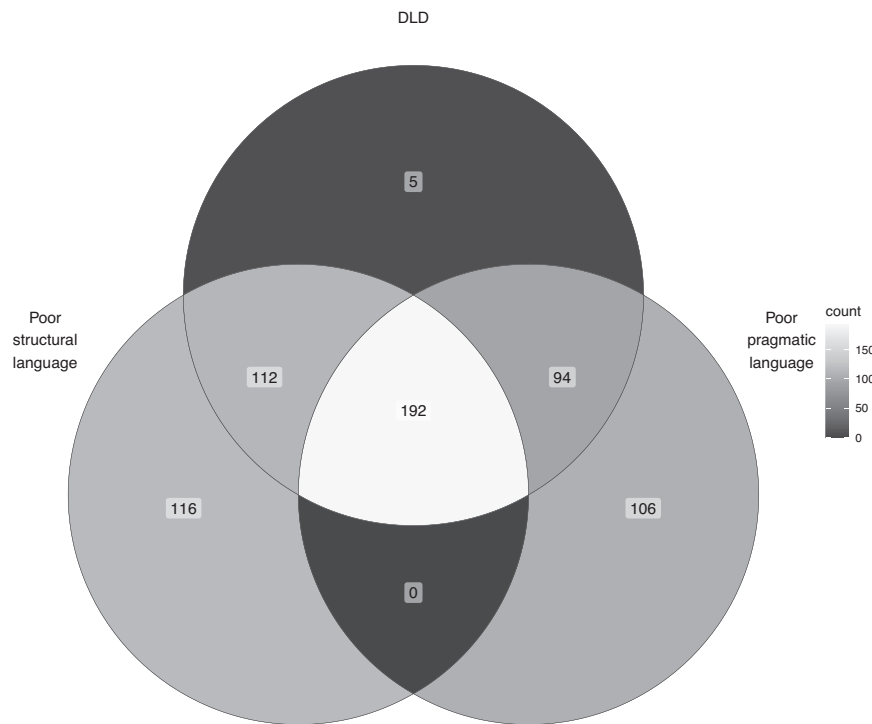 DLD
5
Poor
structural
language
Poor
pragmatic
language
count
150
100
50
0
112
94
192
116
106
0